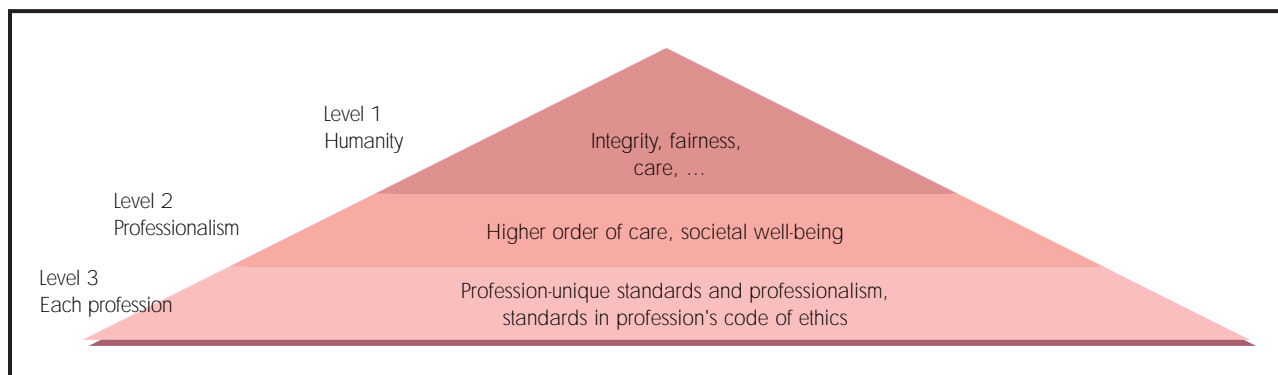 Level 1
Humanity
Integrity, fairness,
care, …
Level 2
Professionalism
Higher order of care, societal well-being
Level 3
Each profession
Profession-unique standards and professionalism,
standards in profession's code of ethics